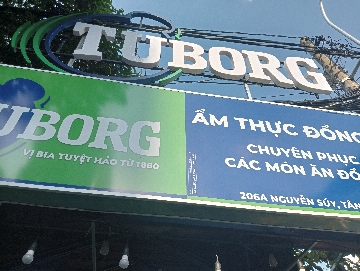 TUBORG
UBORG
VỊ BIA TUYỆT HẢO TỪ 1880
ẨM THỰC ĐỒNG
CHUYÊN PHỤC
CÁC MÓN ĂN ĐỒ
206A NGUYỄN SÚY, TÂN